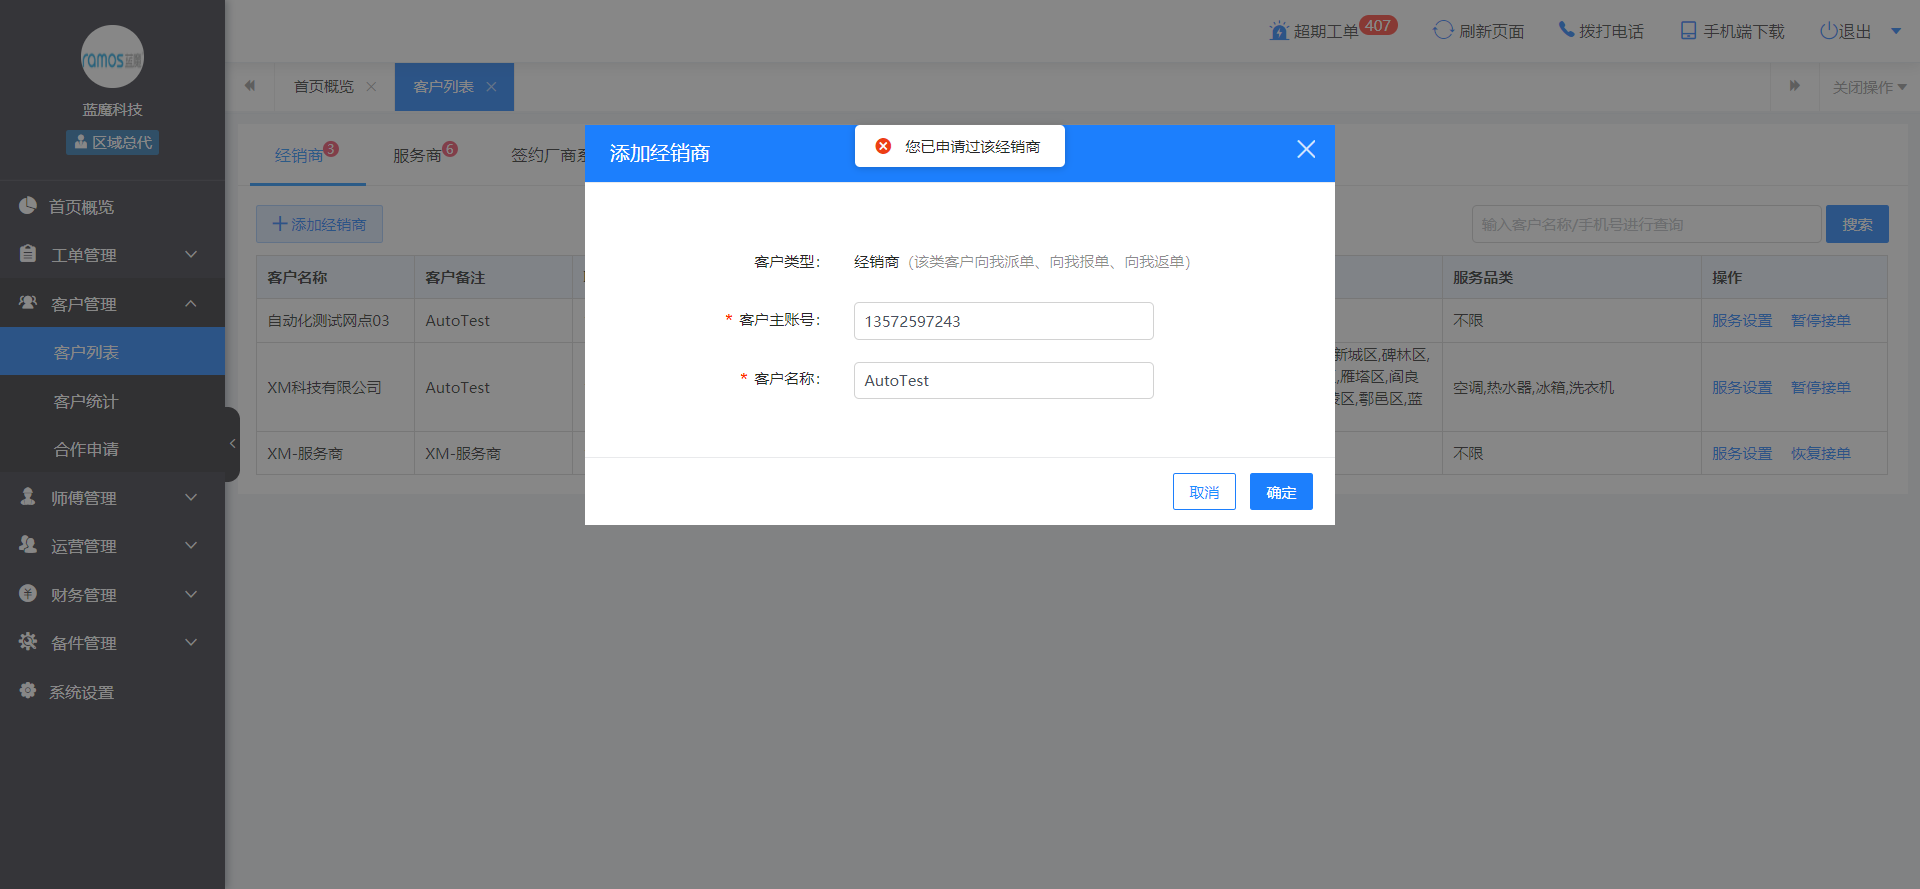 ramos蓝魔
蓝魔科技
区域总代
首页概览
工单管理
客户管理
客户列表
客户统计
合作申请
师傅管理
运营管理
财务管理
备件管理
系统设置
超期工单 407
刷新页面
拨打电话
手机端下载
退出
首页概览
客户列表
关闭操作
经销商 3
服务商 6
签约厂商系
添加经销商
输入客户名称/手机号进行查询
搜索
客户名称 客户备注 服务品类 操作
自动化测试网点03 AutoTest 不限 服务设置 暂停接单
XM科技有限公司 AutoTest 空调,热水器,冰箱,洗衣机 服务设置 暂停接单
新城区,碑林区,
,雁塔区,阎良
区,鄠邑区,蓝
XM-服务商 XM-服务商 不限 服务设置 恢复接单
添加经销商
您已申请过该经销商
客户类型： 经销商（该类客户向我派单、向我报单、向我返单）
* 客户主账号： 13572597243
* 客户名称： AutoTest
取消
确定